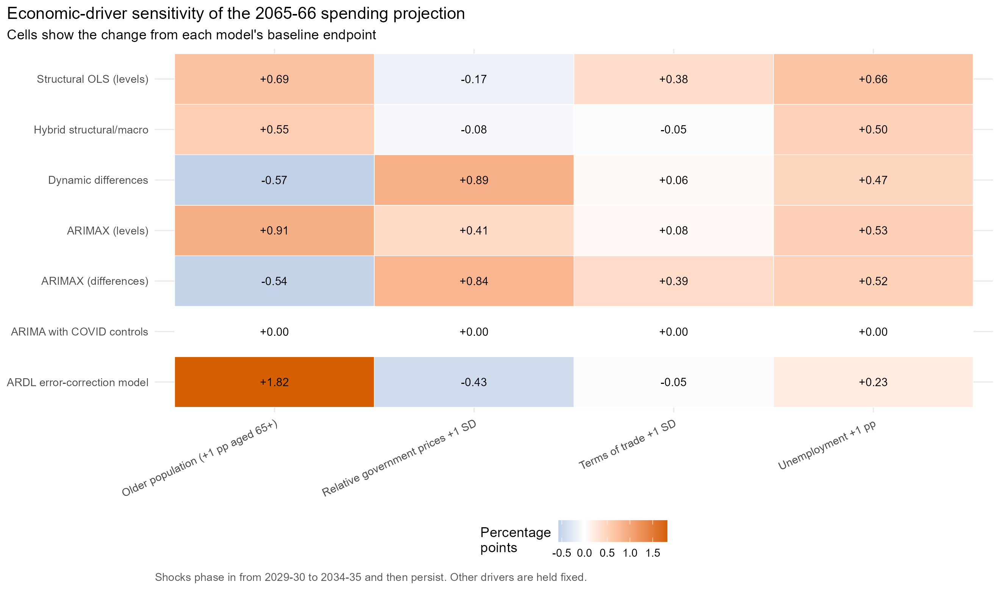 Economic-driver sensitivity of the 2065-66 spending projection
Cells show the change from each model's baseline endpoint
Structural OLS (levels) +0.69 -0.17 +0.38 +0.66
Hybrid structural/macro +0.55 -0.08 -0.05 +0.50
Dynamic differences -0.57 +0.89 +0.06 +0.47
ARIMAX (levels) +0.91 +0.41 +0.08 +0.53
ARIMAX (differences) -0.54 +0.84 +0.39 +0.52
ARIMA with COVID controls +0.00 +0.00 +0.00 +0.00
ARDL error-correction model +1.82 -0.43 -0.05 +0.23
Older population (+1 pp aged 65+)
Relative government prices +1 SD
Terms of trade +1 SD
Unemployment +1 pp
Percentage
points
-0.5 0.0 0.5 1.0 1.5
Shocks phase in from 2029-30 to 2034-35 and then persist. Other drivers are held fixed.